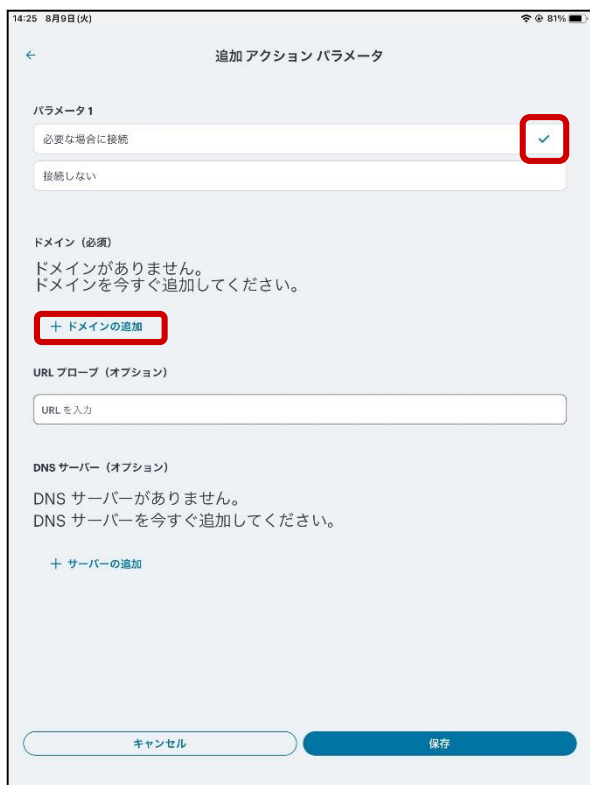 14:25 8月9日(火) 81%
← 追加アクション パラメータ
パラメータ 1
必要な場合に接続 ✓
接続しない
ドメイン（必須）
ドメインがありません。
ドメインを今すぐ追加してください。
＋ ドメインの追加
URL プローブ（オプション）
URL を入力
DNS サーバー（オプション）
DNS サーバーがありません。
DNS サーバーを今すぐ追加してください。
＋ サーバーの追加
キャンセル 保存